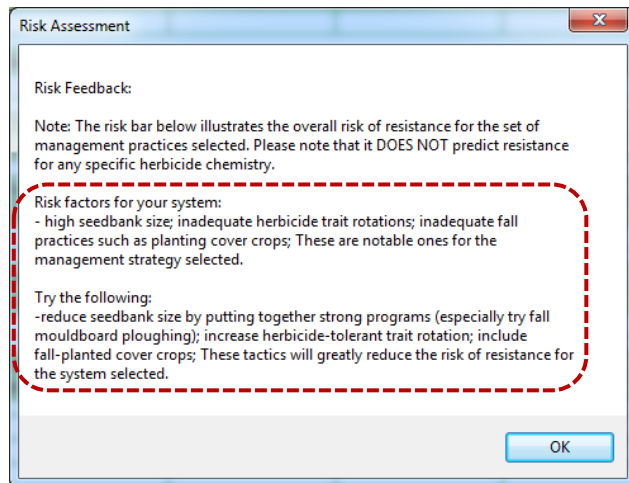 Risk Assessment
Risk Feedback:
Note: The risk bar below illustrates the overall risk of resistance for the set of
management practices selected. Please note that it DOES NOT predict resistance
for any specific herbicide chemistry.
Risk factors for your system:
- high seedbank size; inadequate herbicide trait rotations; inadequate fall
practices such as planting cover crops; These are notable ones for the
management strategy selected.
Try the following:
-reduce seedbank size by putting together strong programs (especially try fall
mouldboard ploughing); increase herbicide-tolerant trait rotation; include
fall-planted cover crops; These tactics will greatly reduce the risk of resistance for
the system selected.
OK